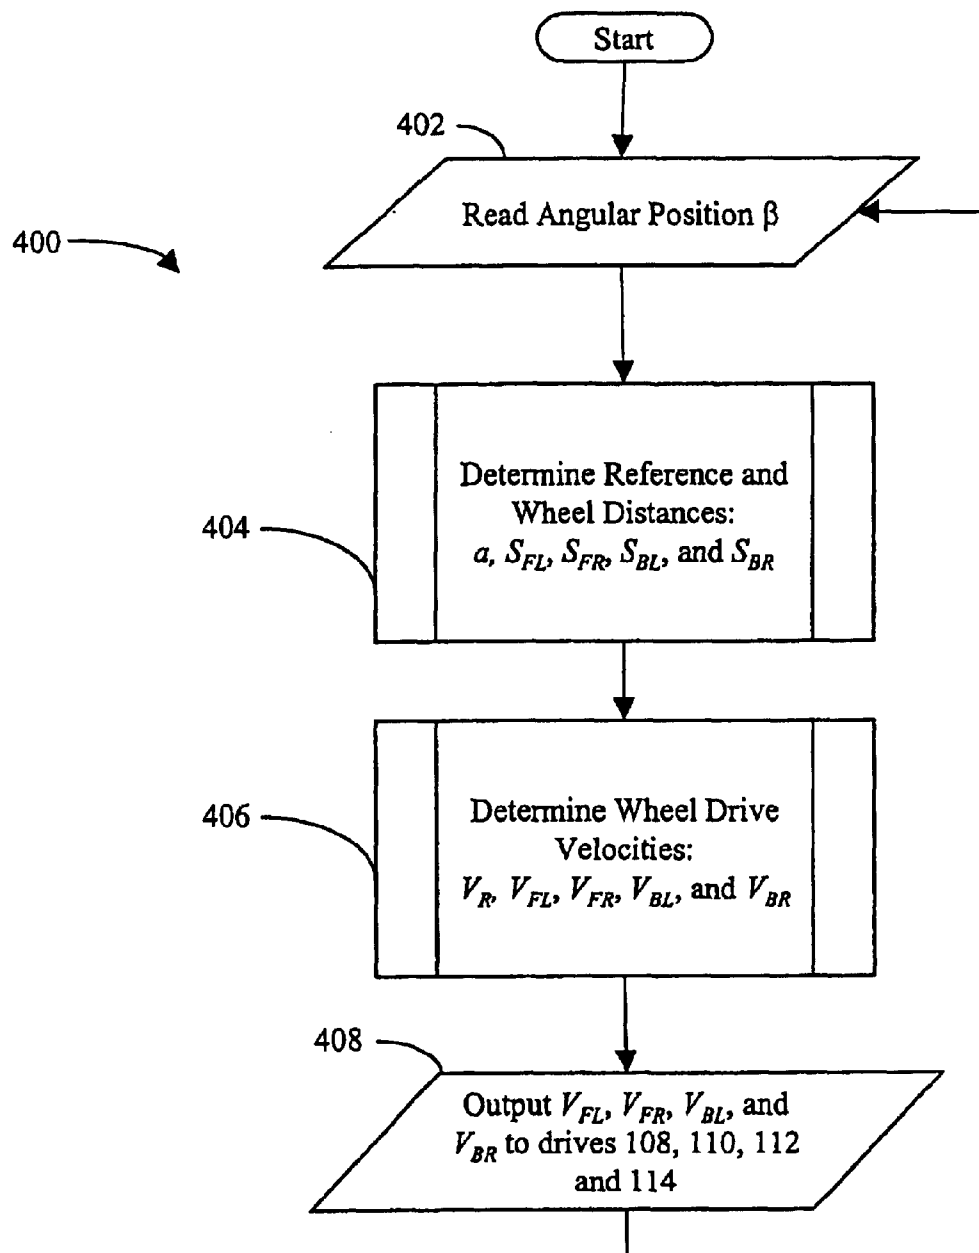 Start
402
Read Angular Position β
400
Determine Reference and
Wheel Distances:
a, S_FL, S_FR, S_BL, and S_BR
404
Determine Wheel Drive
Velocities:
V_R, V_FL, V_FR, V_BL, and V_BR
406
408
Output V_FL, V_FR, V_BL, and
V_BR to drives 108, 110, 112
and 114